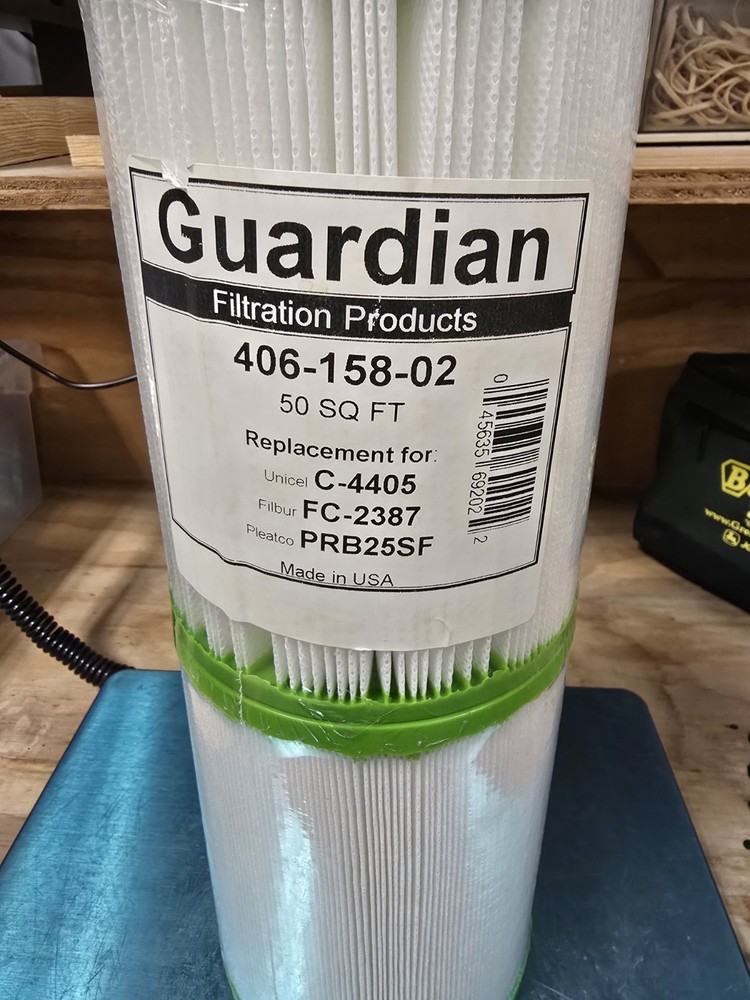 Guardian
Filtration Products
406-158-02
50 SQ FT
Replacement for:
Unicel C-4405
Filbur FC-2387
Pleatco PRB25SF
Made in USA
0 45635 69202 2